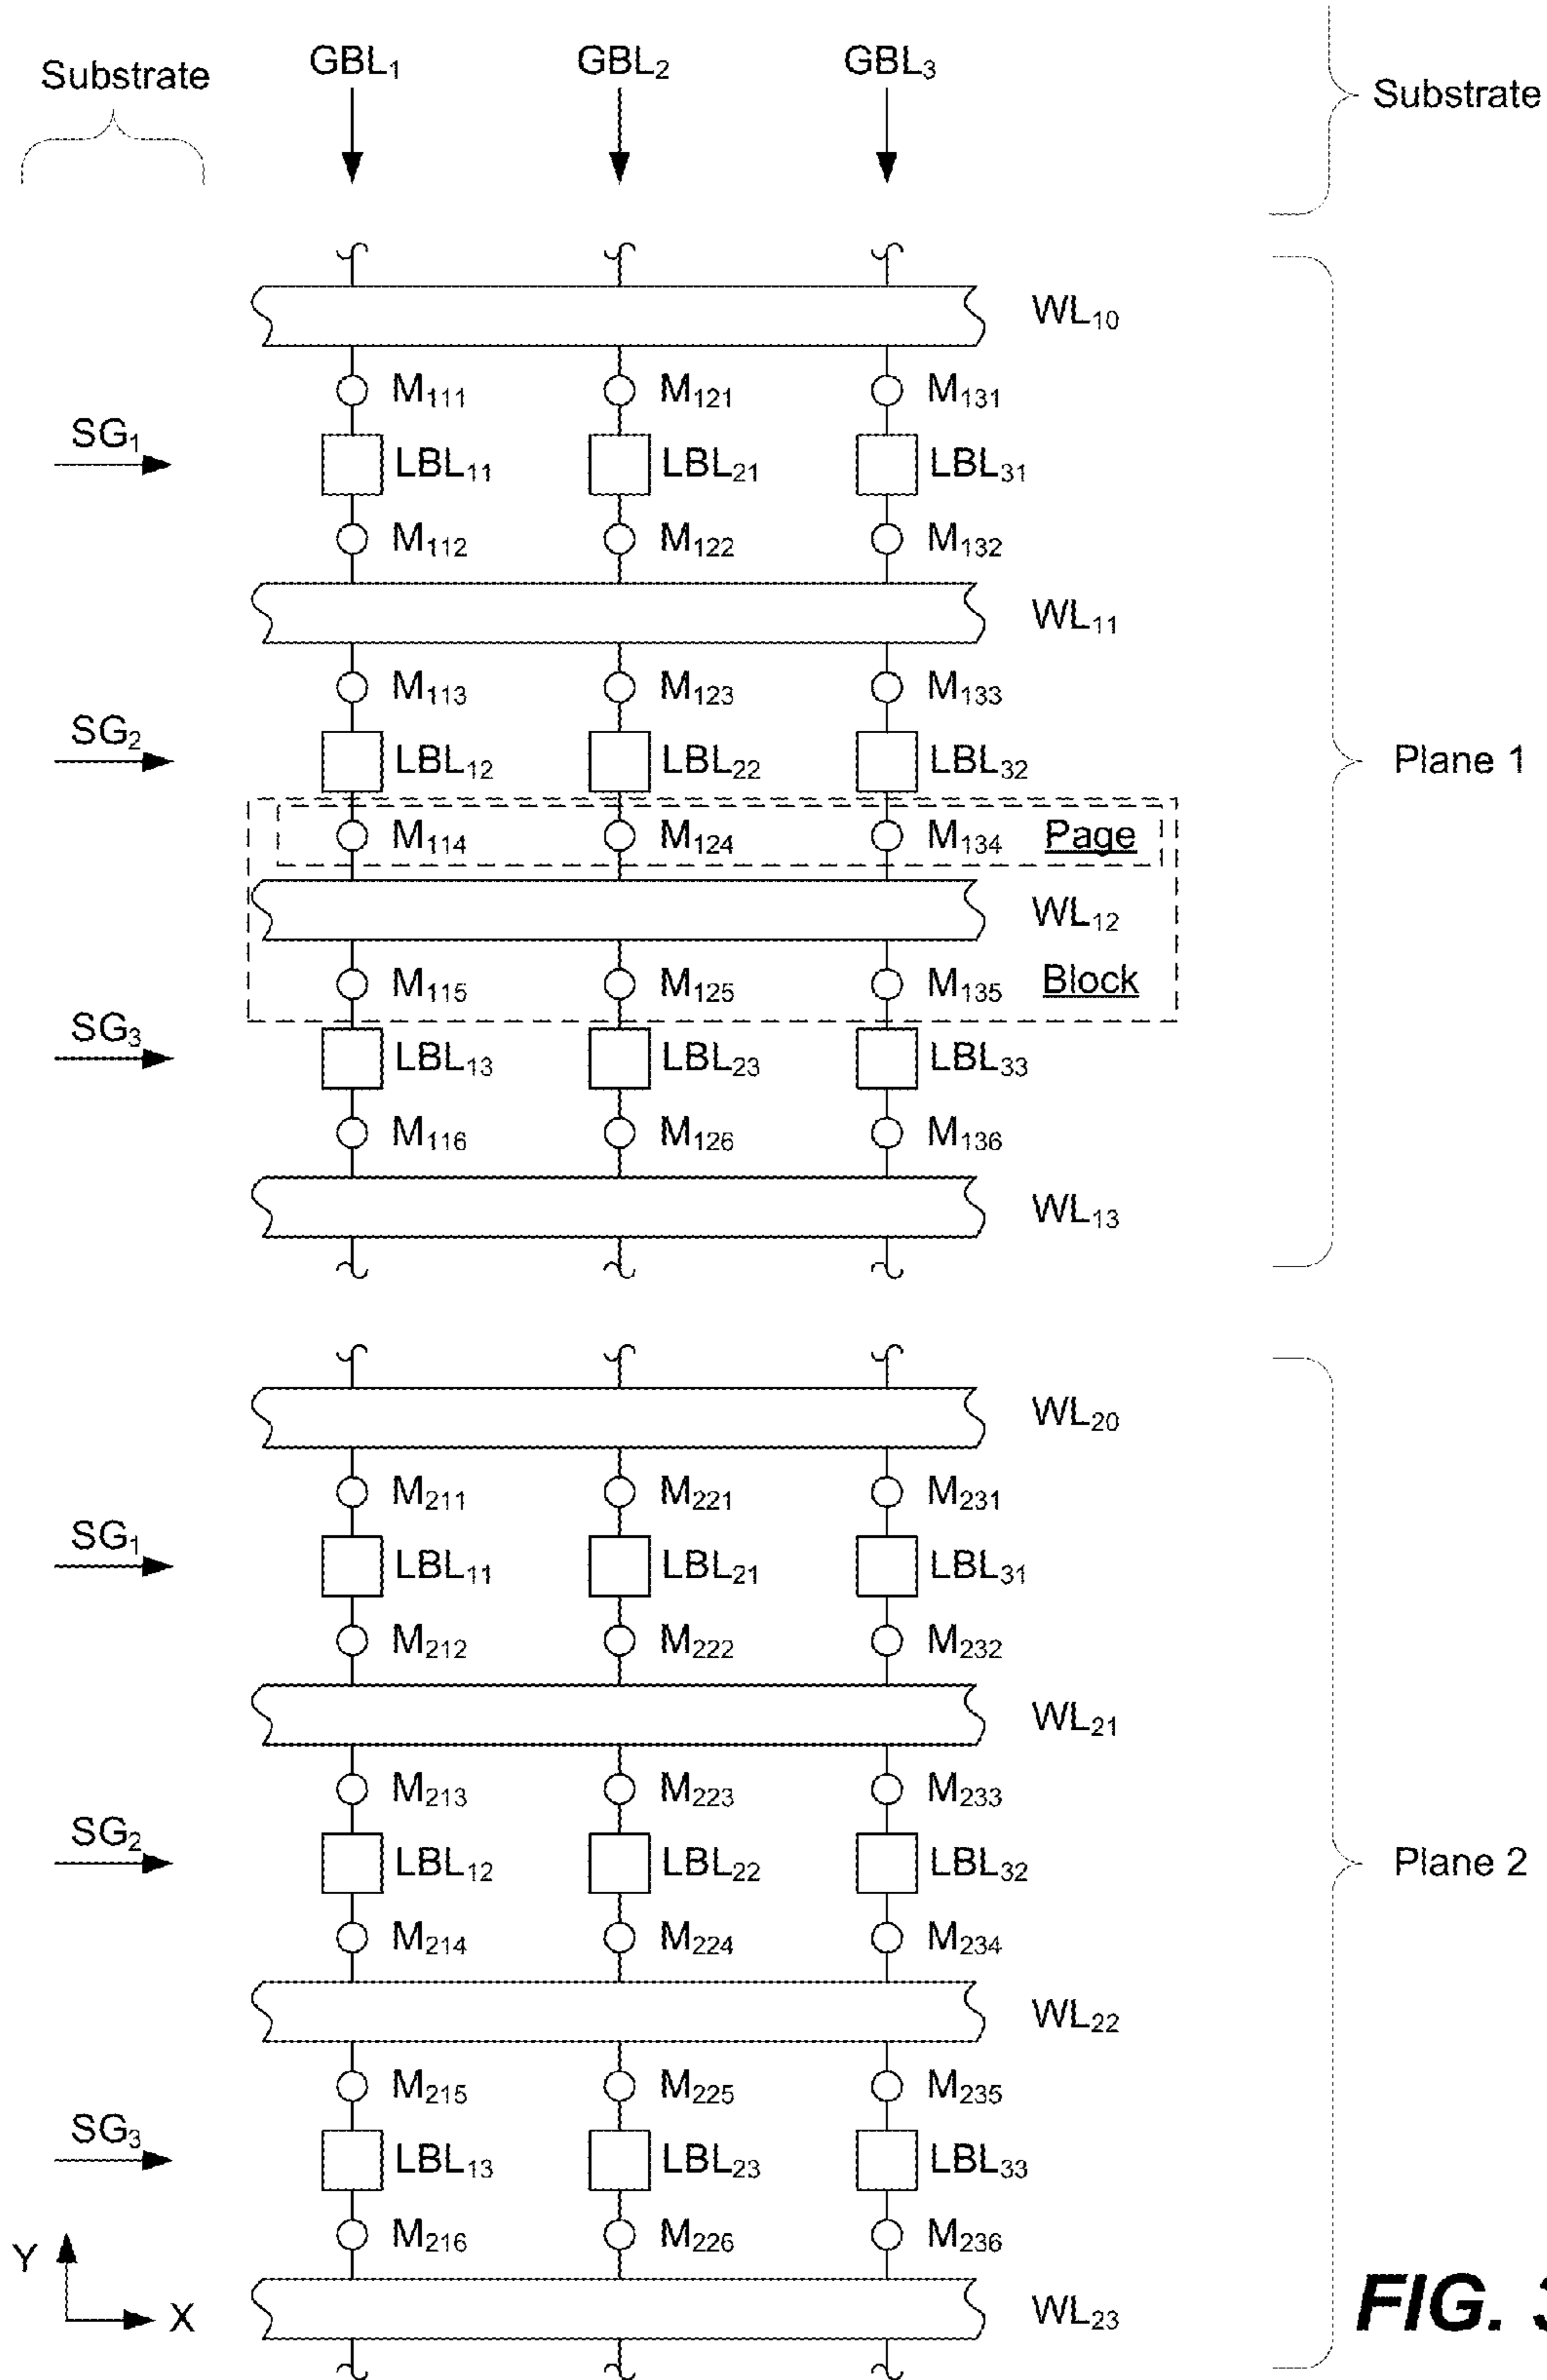 Substrate GBL₁ GBL₂ GBL₃ Substrate
WL₁₀
M₁₁₁ M₁₂₁ M₁₃₁
SG₁ LBL₁₁ LBL₂₁ LBL₃₁
M₁₁₂ M₁₂₂ M₁₃₂
WL₁₁
M₁₁₃ M₁₂₃ M₁₃₃
SG₂ LBL₁₂ LBL₂₂ LBL₃₂ Plane 1
M₁₁₄ M₁₂₄ M₁₃₄ Page
WL₁₂
M₁₁₅ M₁₂₅ M₁₃₅ Block
SG₃ LBL₁₃ LBL₂₃ LBL₃₃
M₁₁₆ M₁₂₆ M₁₃₆
WL₁₃
WL₂₀
M₂₁₁ M₂₂₁ M₂₃₁
SG₁ LBL₁₁ LBL₂₁ LBL₃₁
M₂₁₂ M₂₂₂ M₂₃₂
WL₂₁
M₂₁₃ M₂₂₃ M₂₃₃
SG₂ LBL₁₂ LBL₂₂ LBL₃₂ Plane 2
M₂₁₄ M₂₂₄ M₂₃₄
WL₂₂
M₂₁₅ M₂₂₅ M₂₃₅
SG₃ LBL₁₃ LBL₂₃ LBL₃₃
M₂₁₆ M₂₂₆ M₂₃₆
Y
X WL₂₃ FIG. 3